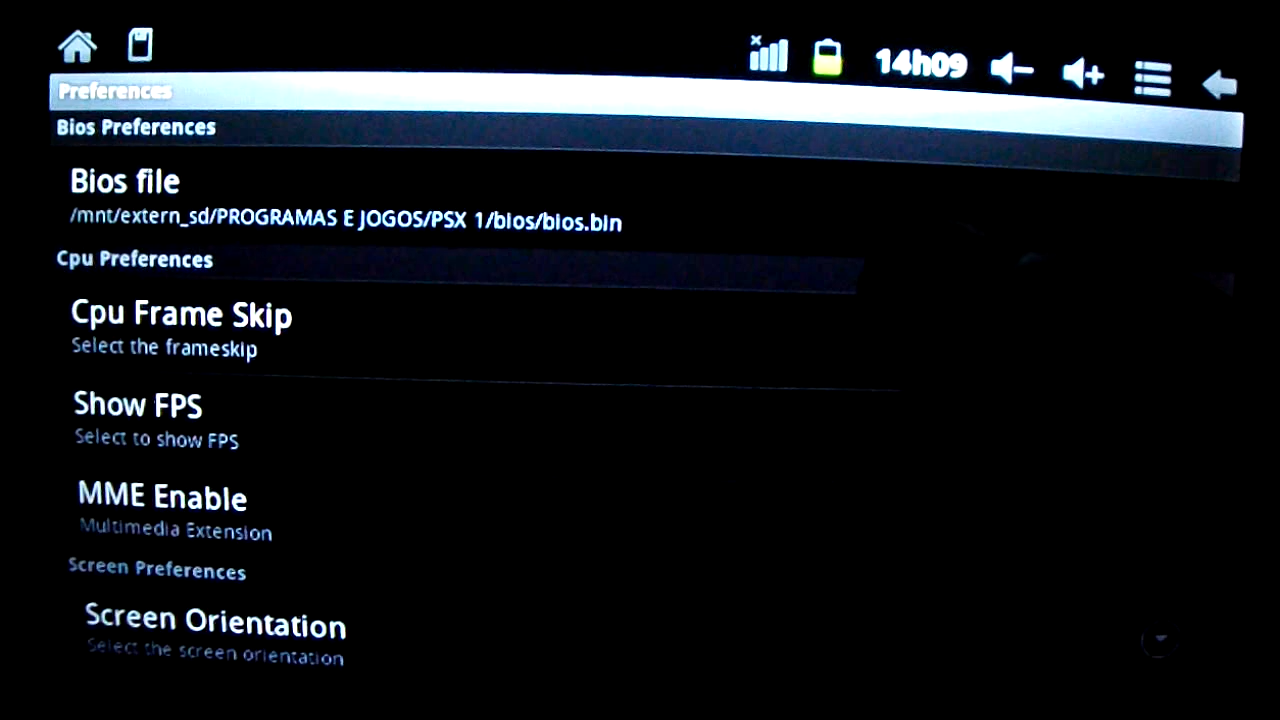 14h09
Preferences
Bios Preferences
Bios file
/mnt/extern_sd/PROGRAMAS E JOGOS/PSX 1/bios/bios.bin
Cpu Preferences
Cpu Frame Skip
Select the frameskip
Show FPS
Select to show FPS
MME Enable
Multimedia Extension
Screen Preferences
Screen Orientation
Select the screen orientation